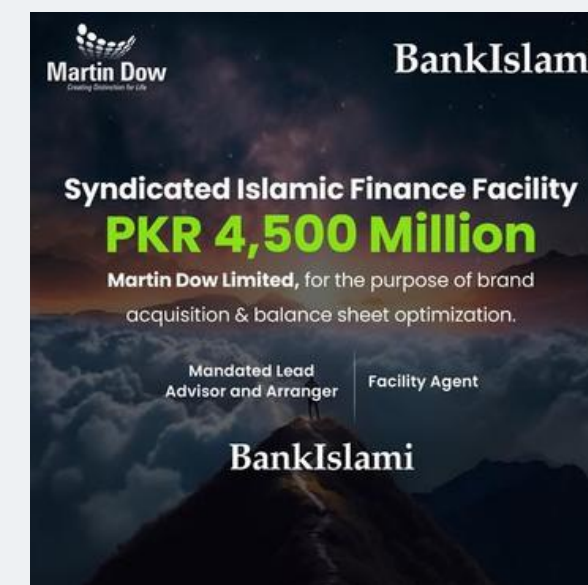 Martin Dow
Creating Distinction for Life
BankIslam
Syndicated Islamic Finance Facility
PKR 4,500 Million
Martin Dow Limited, for the purpose of brand
acquisition & balance sheet optimization.
Mandated Lead
Advisor and Arranger
Facility Agent
BankIslami